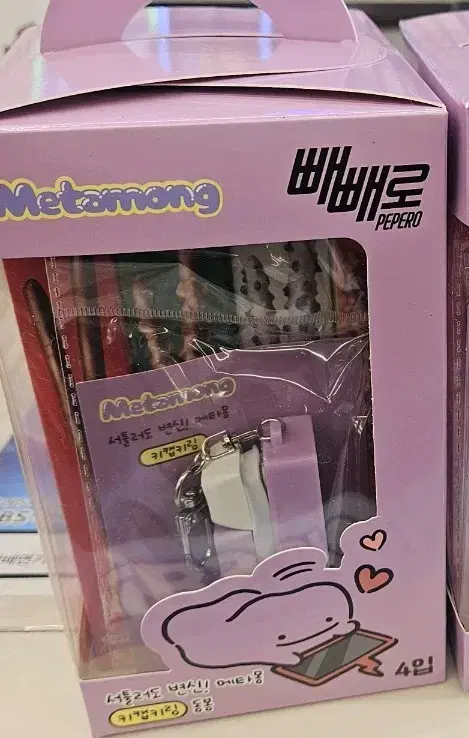 Metamong
빼빼로
PEPERO
Metamong
서툴러도 변신!! 메타몽
키캡키링
4입
서툴러도 변신!! 메타몽
키캡키링 동봉